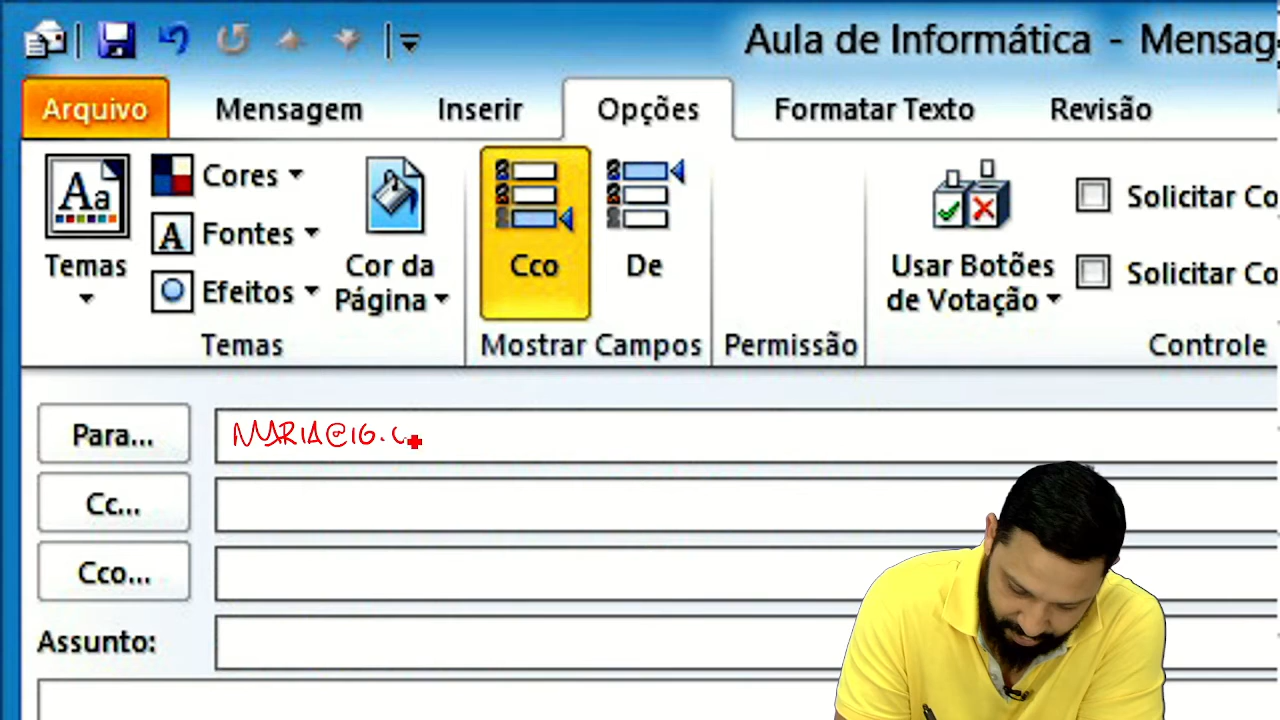 Aula de Informática - Mensag
Arquivo Mensagem Inserir Opções Formatar Texto Revisão
Aa
Temas
Cores
A Fontes
Efeitos
Cor da Página
Cco
De
Usar Botões de Votação
Solicitar Co
Solicitar Co
Temas Mostrar Campos Permissão Controle
Para... MARIA@IG.C
Cc...
Cco...
Assunto: